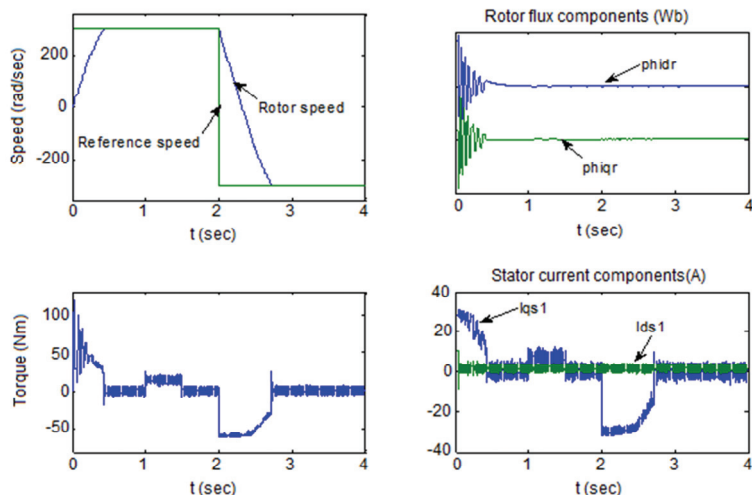 Speed (rad/sec)
200
0
-200
Rotor speed
Reference speed
0 1 2 3 4
t (sec)
Rotor flux components (Wb)
phidr
phiqr
0 1 2 3 4
t (sec)
Torque (Nm)
100
50
0
-50
0 1 2 3 4
t (sec)
Stator current components(A)
40
20
0
-20
-40
Iqs1
Ids1
0 1 2 3 4
t (sec)